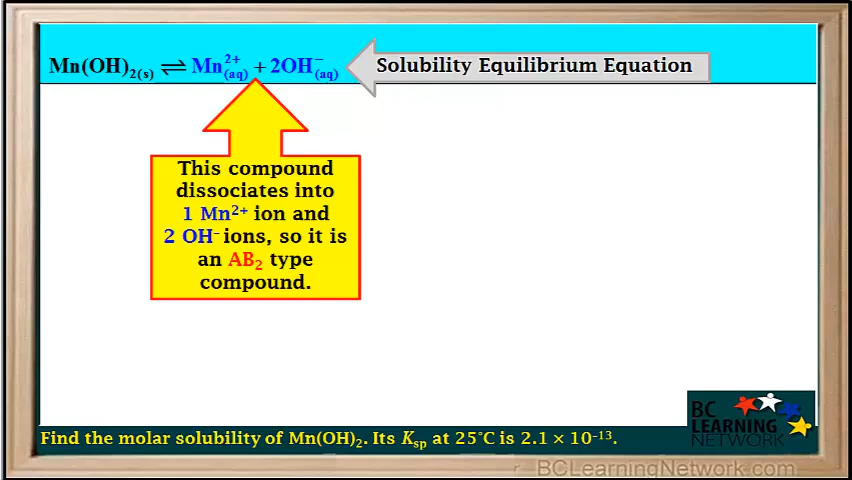 Mn(OH)₂₍ₛ₎ ⇌ Mn²⁺(aq) + 2OH⁻(aq)
Solubility Equilibrium Equation
This compound
dissociates into
1 Mn²⁺ ion and
2 OH⁻ ions, so it is
an AB₂ type
compound.
BC
LEARNING
NETWORK
Find the molar solubility of Mn(OH)₂. Its Ksp at 25°C is 2.1 × 10⁻¹³.
BCLearningNetwork.com